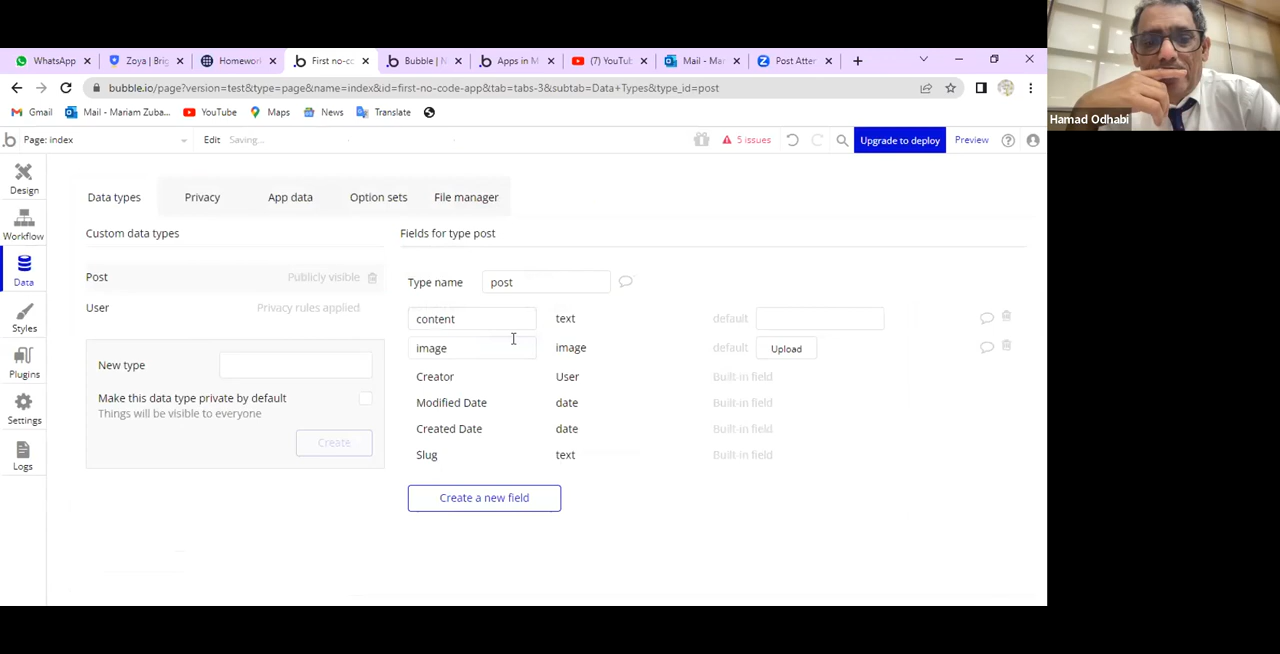 WhatsApp
Zoya | Brig
Homework
First no-cc
Bubble | N
Apps in M
(7) YouTub
Mail - Mar
Post Atter
bubble.io/page?version=test&type=page&name=index&id=first-no-code-app&tab=tabs-3&subtab=Data+Types&type_id=post
Gmail
Mail - Mariam Zuba...
YouTube
Maps
News
Translate
Page: index
Edit
Saving...
5 issues
Upgrade to deploy
Preview
Design
Workflow
Data
Styles
Plugins
Settings
Logs
Data types
Privacy
App data
Option sets
File manager
Custom data types
Post
Publicly visible
User
Privacy rules applied
New type
Make this data type private by default
Things will be visible to everyone
Create
Fields for type post
Type name
post
content text default
image image default Upload
Creator User Built-in field
Modified Date date Built-in field
Created Date date Built-in field
Slug text Built-in field
Create a new field
Hamad Odhabi